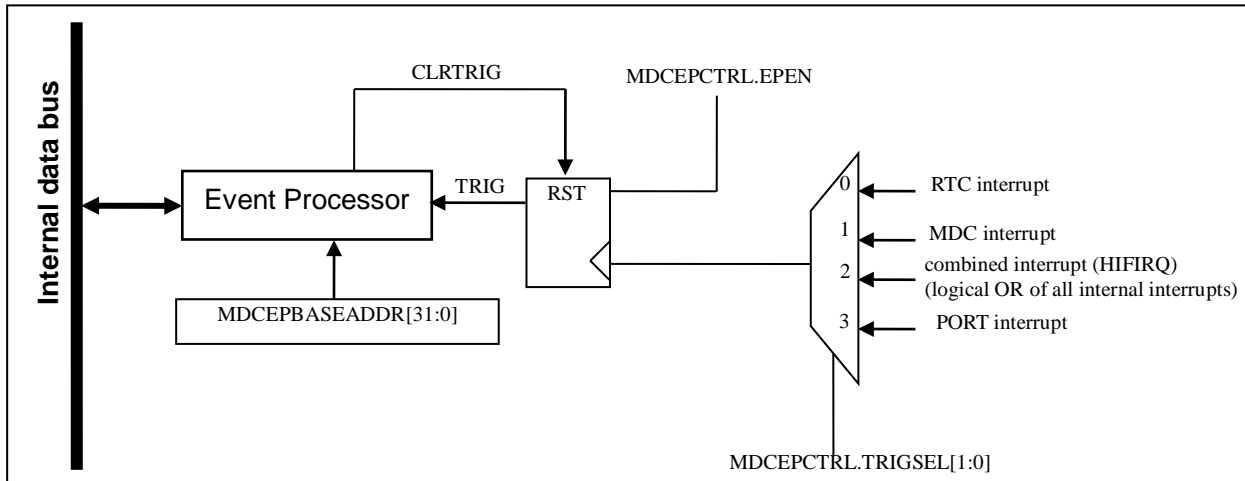 Internal data bus
CLRTRIG
MDCEPCTRL.EPEN
Event Processor
TRIG
RST
0
RTC interrupt
1
MDC interrupt
2
combined interrupt (HIFIRQ)
(logical OR of all internal interrupts)
3
PORT interrupt
MDCEPBASEADDR[31:0]
MDCEPCTRL.TRIGSEL[1:0]